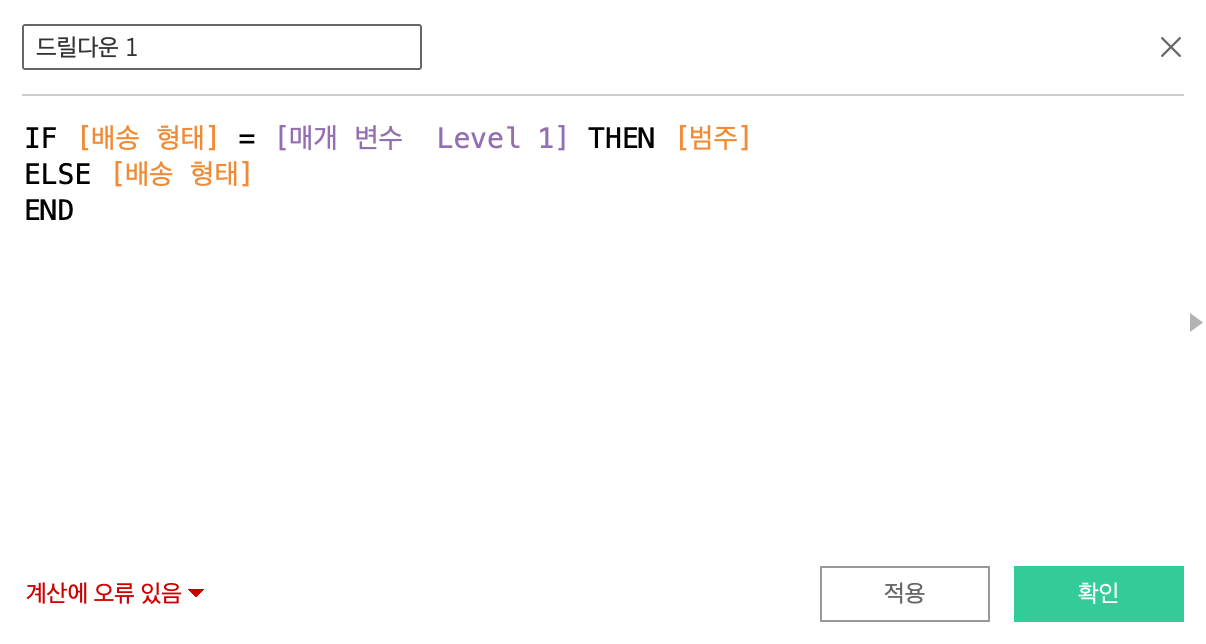 드릴다운 1
IF [배송 형태] = [매개 변수  Level 1] THEN [범주]
ELSE [배송 형태]
END
계산에 오류 있음
적용
확인